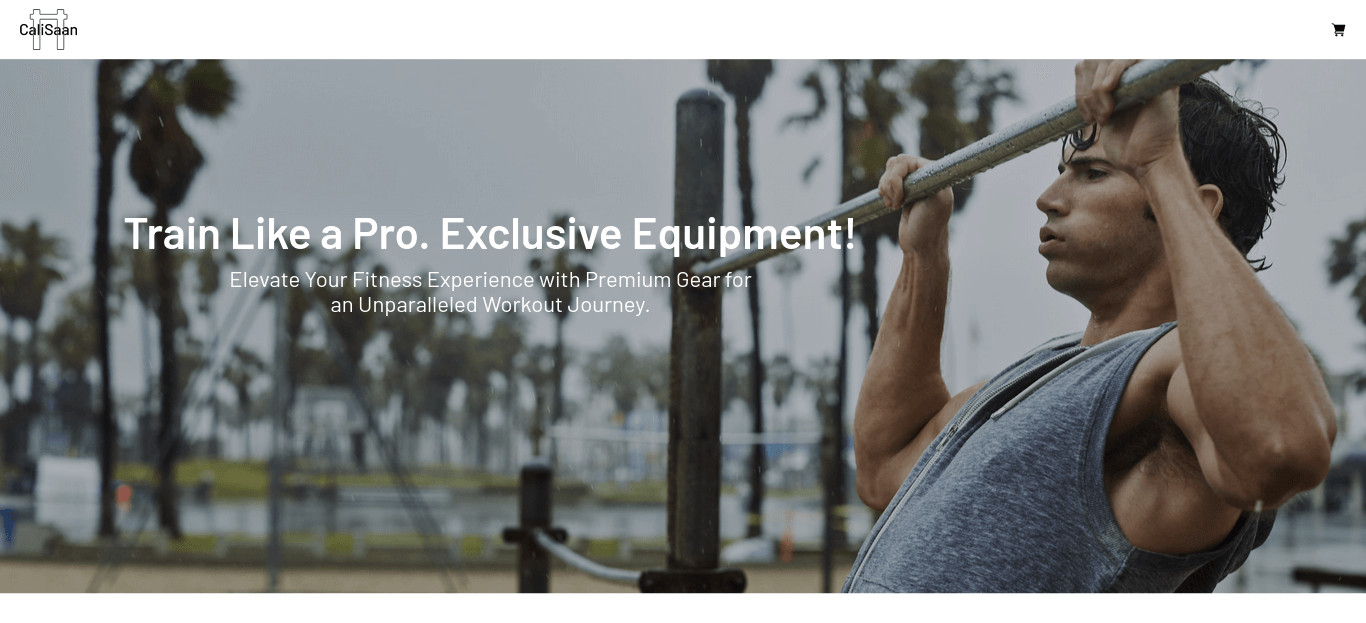 CaliSaan
Train Like a Pro. Exclusive Equipment!
Elevate Your Fitness Experience with Premium Gear for
an Unparalleled Workout Journey.